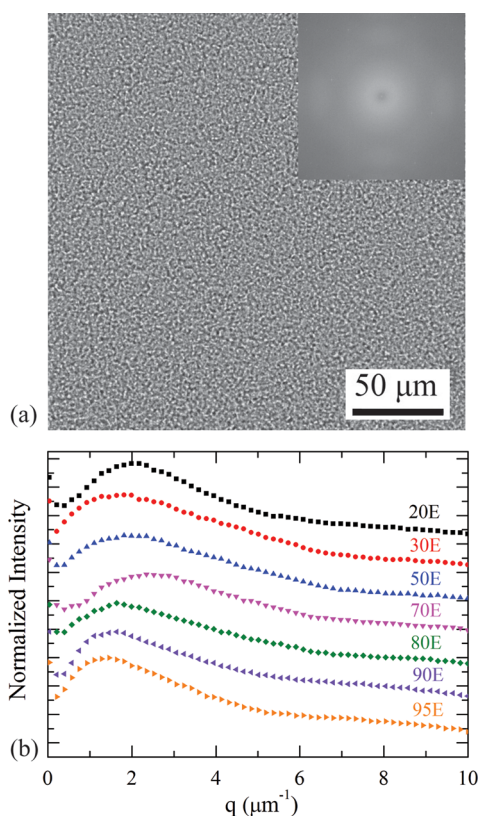 50 μm
(a)
Normalized Intensity
20E
30E
50E
70E
80E
90E
95E
(b)
0 2 4 6 8 10
q (μm⁻¹)